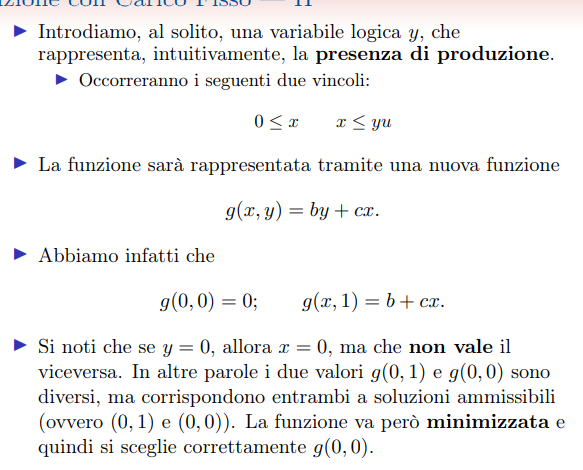 zione con Carico Fisso — II
▶ Introdiamo, al solito, una variabile logica y, che
rappresenta, intuitivamente, la presenza di produzione.
▶ Occorreranno i seguenti due vincoli:
0 ≤ x x ≤ yu
▶ La funzione sarà rappresentata tramite una nuova funzione
g(x, y) = by + cx.
▶ Abbiamo infatti che
g(0, 0) = 0; g(x, 1) = b + cx.
▶ Si noti che se y = 0, allora x = 0, ma che non vale il
viceversa. In altre parole i due valori g(0, 1) e g(0, 0) sono
diversi, ma corrispondono entrambi a soluzioni ammissibili
(ovvero (0, 1) e (0, 0)). La funzione va però minimizzata e
quindi si sceglie correttamente g(0, 0).